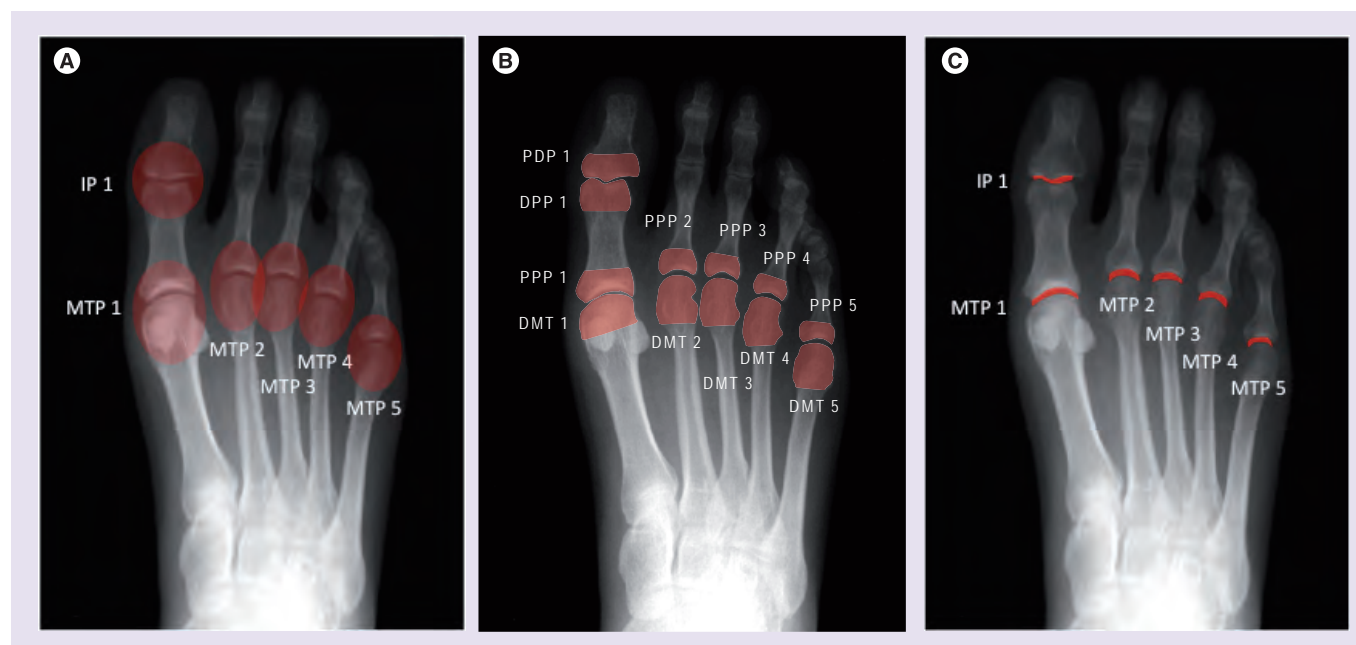 A
IP 1
MTP 1
MTP 2
MTP 3
MTP 4
MTP 5
B
PDP 1
DPP 1
PPP 1
DMT 1
PPP 2
PPP 3
PPP 4
PPP 5
DMT 2
DMT 3
DMT 4
DMT 5
C
IP 1
MTP 1
MTP 2
MTP 3
MTP 4
MTP 5